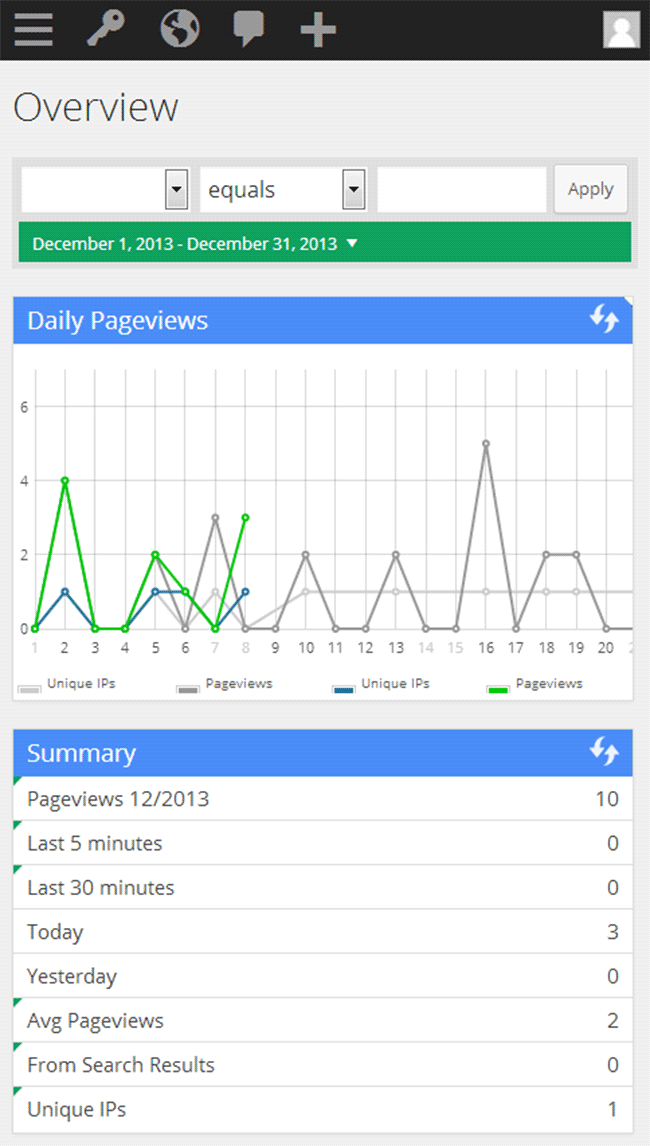 Overview
equals Apply
December 1, 2013 - December 31, 2013
Daily Pageviews
6
4
2
0
1 2 3 4 5 6 7 8 9 10 11 12 13 14 15 16 17 18 19 20
Unique IPs Pageviews Unique IPs Pageviews
Summary
Pageviews 12/2013 10
Last 5 minutes 0
Last 30 minutes 0
Today 3
Yesterday 0
Avg Pageviews 2
From Search Results 0
Unique IPs 1